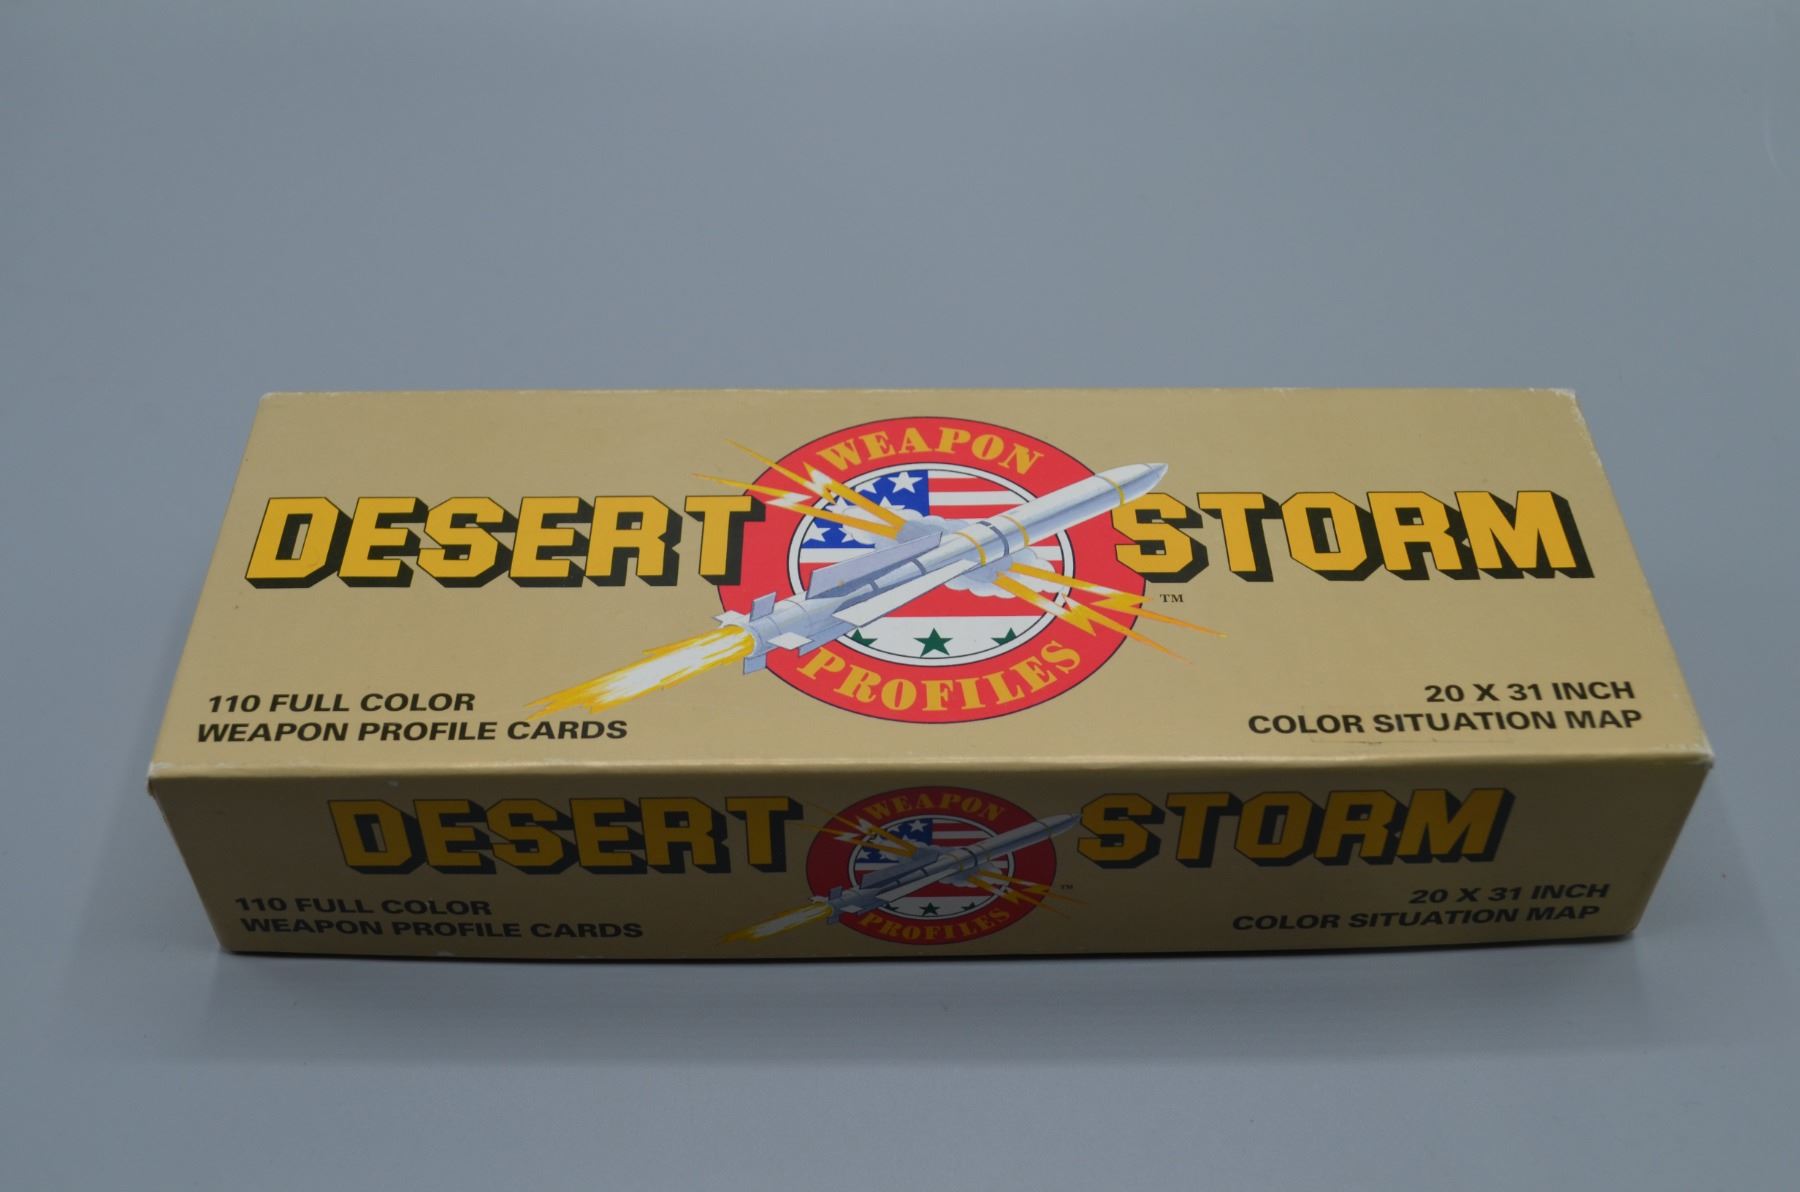 DESERT STORM
WEAPON
PROFILES
TM
110 FULL COLOR
WEAPON PROFILE CARDS
20 X 31 INCH
COLOR SITUATION MAP
DESERT STORM
WEAPON
PROFILES
TM
110 FULL COLOR
WEAPON PROFILE CARDS
20 X 31 INCH
COLOR SITUATION MAP